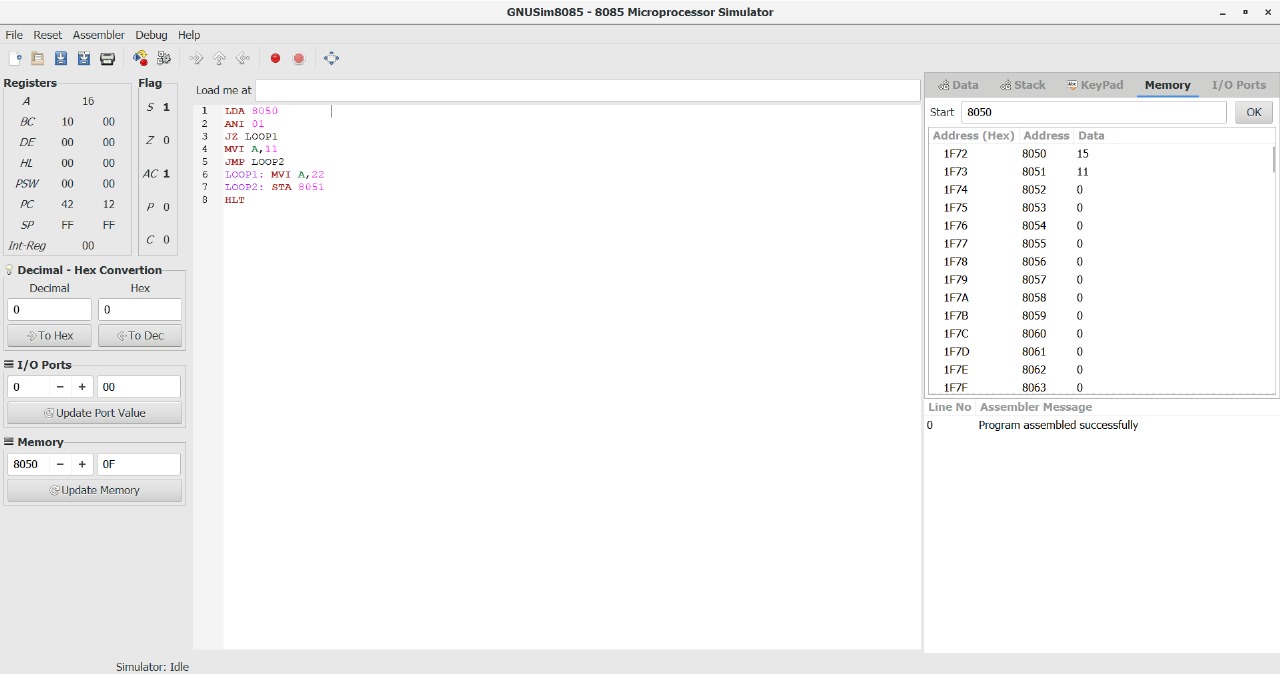 GNUSim8085 - 8085 Microprocessor Simulator
File Reset Assembler Debug Help
Registers
A 16
BC 10 00
DE 00 00
HL 00 00
PSW 00 00
PC 42 12
SP FF FF
Int-Reg 00
Flag
S 1
Z 0
AC 1
P 0
C 0
Decimal - Hex Convertion
Decimal Hex
0 0
To Hex To Dec
I/O Ports
0 − + 00
Update Port Value
Memory
8050 − + 0F
Update Memory
Load me at
1 LDA 8050
2 ANI 01
3 JZ LOOP1
4 MVI A,11
5 JMP LOOP2
6 LOOP1: MVI A,22
7 LOOP2: STA 8051
8 HLT
Data Stack KeyPad Memory I/O Ports
Start 8050 OK
Address (Hex) Address Data
1F72 8050 15
1F73 8051 11
1F74 8052 0
1F75 8053 0
1F76 8054 0
1F77 8055 0
1F78 8056 0
1F79 8057 0
1F7A 8058 0
1F7B 8059 0
1F7C 8060 0
1F7D 8061 0
1F7E 8062 0
1F7F 8063 0
Line No Assembler Message
0 Program assembled successfully
Simulator: Idle